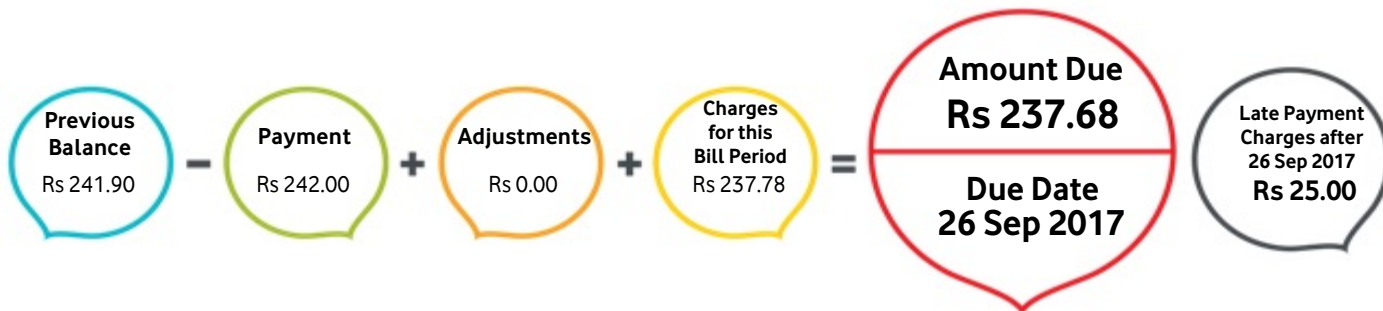 Previous
Balance
Rs 241.90
-
Payment
Rs 242.00
+
Adjustments
Rs 0.00
+
Charges
for this
Bill Period
Rs 237.78
=
Amount Due
Rs 237.68
Due Date
26 Sep 2017
Late Payment
Charges after
26 Sep 2017
Rs 25.00